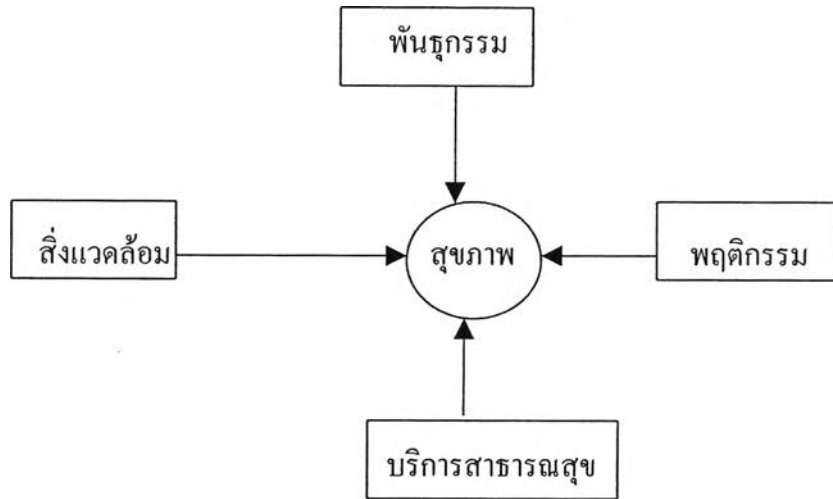 พันธุกรรม
สิ่งแวดล้อม
สุขภาพ
พฤติกรรม
บริการสาธารณสุข